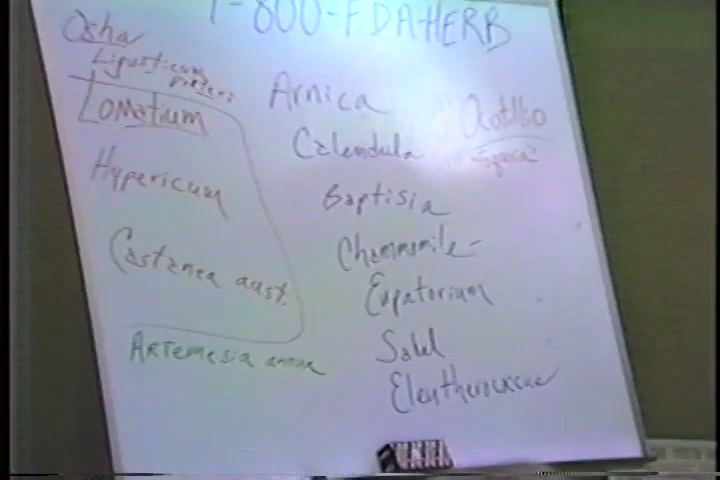 1-800-FDA-HERB
Osha
Ligusticum
porteri
Lomatium
Hypericum
Castanea aust.
Artemesia annua
Arnica
Calendula
Baptisia
Chammomile
Eupatorium
Sabal
Eleutherococcus
Ocotillo